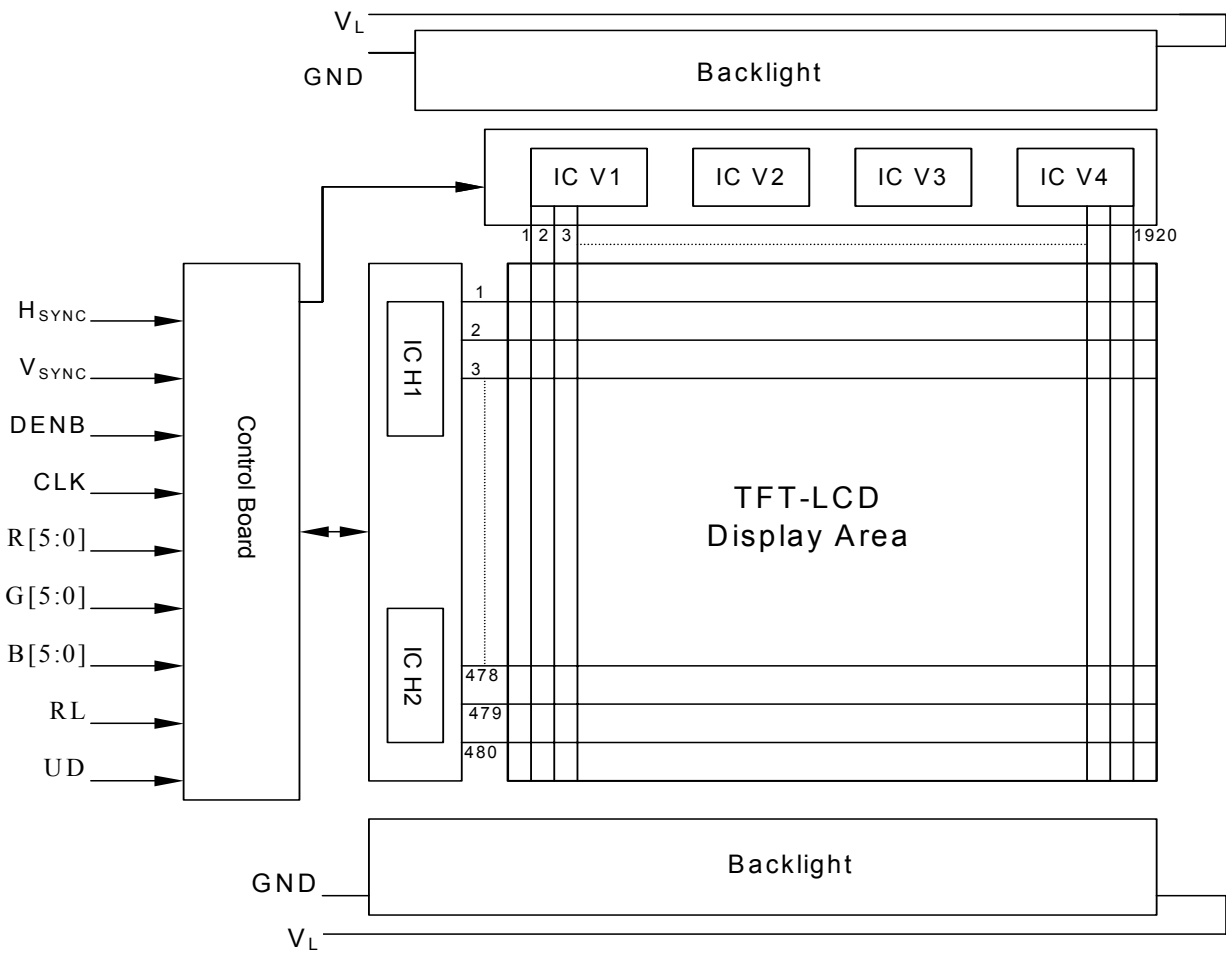 VL
GND
Backlight
IC V1
IC V2
IC V3
IC V4
1 2 3
1920
HSYNC
VSYNC
DENB
CLK
R[5:0]
G[5:0]
B[5:0]
RL
UD
Control Board
IC H1
IC H2
1
2
3
478
479
480
TFT-LCD
Display Area
Backlight
GND
VL